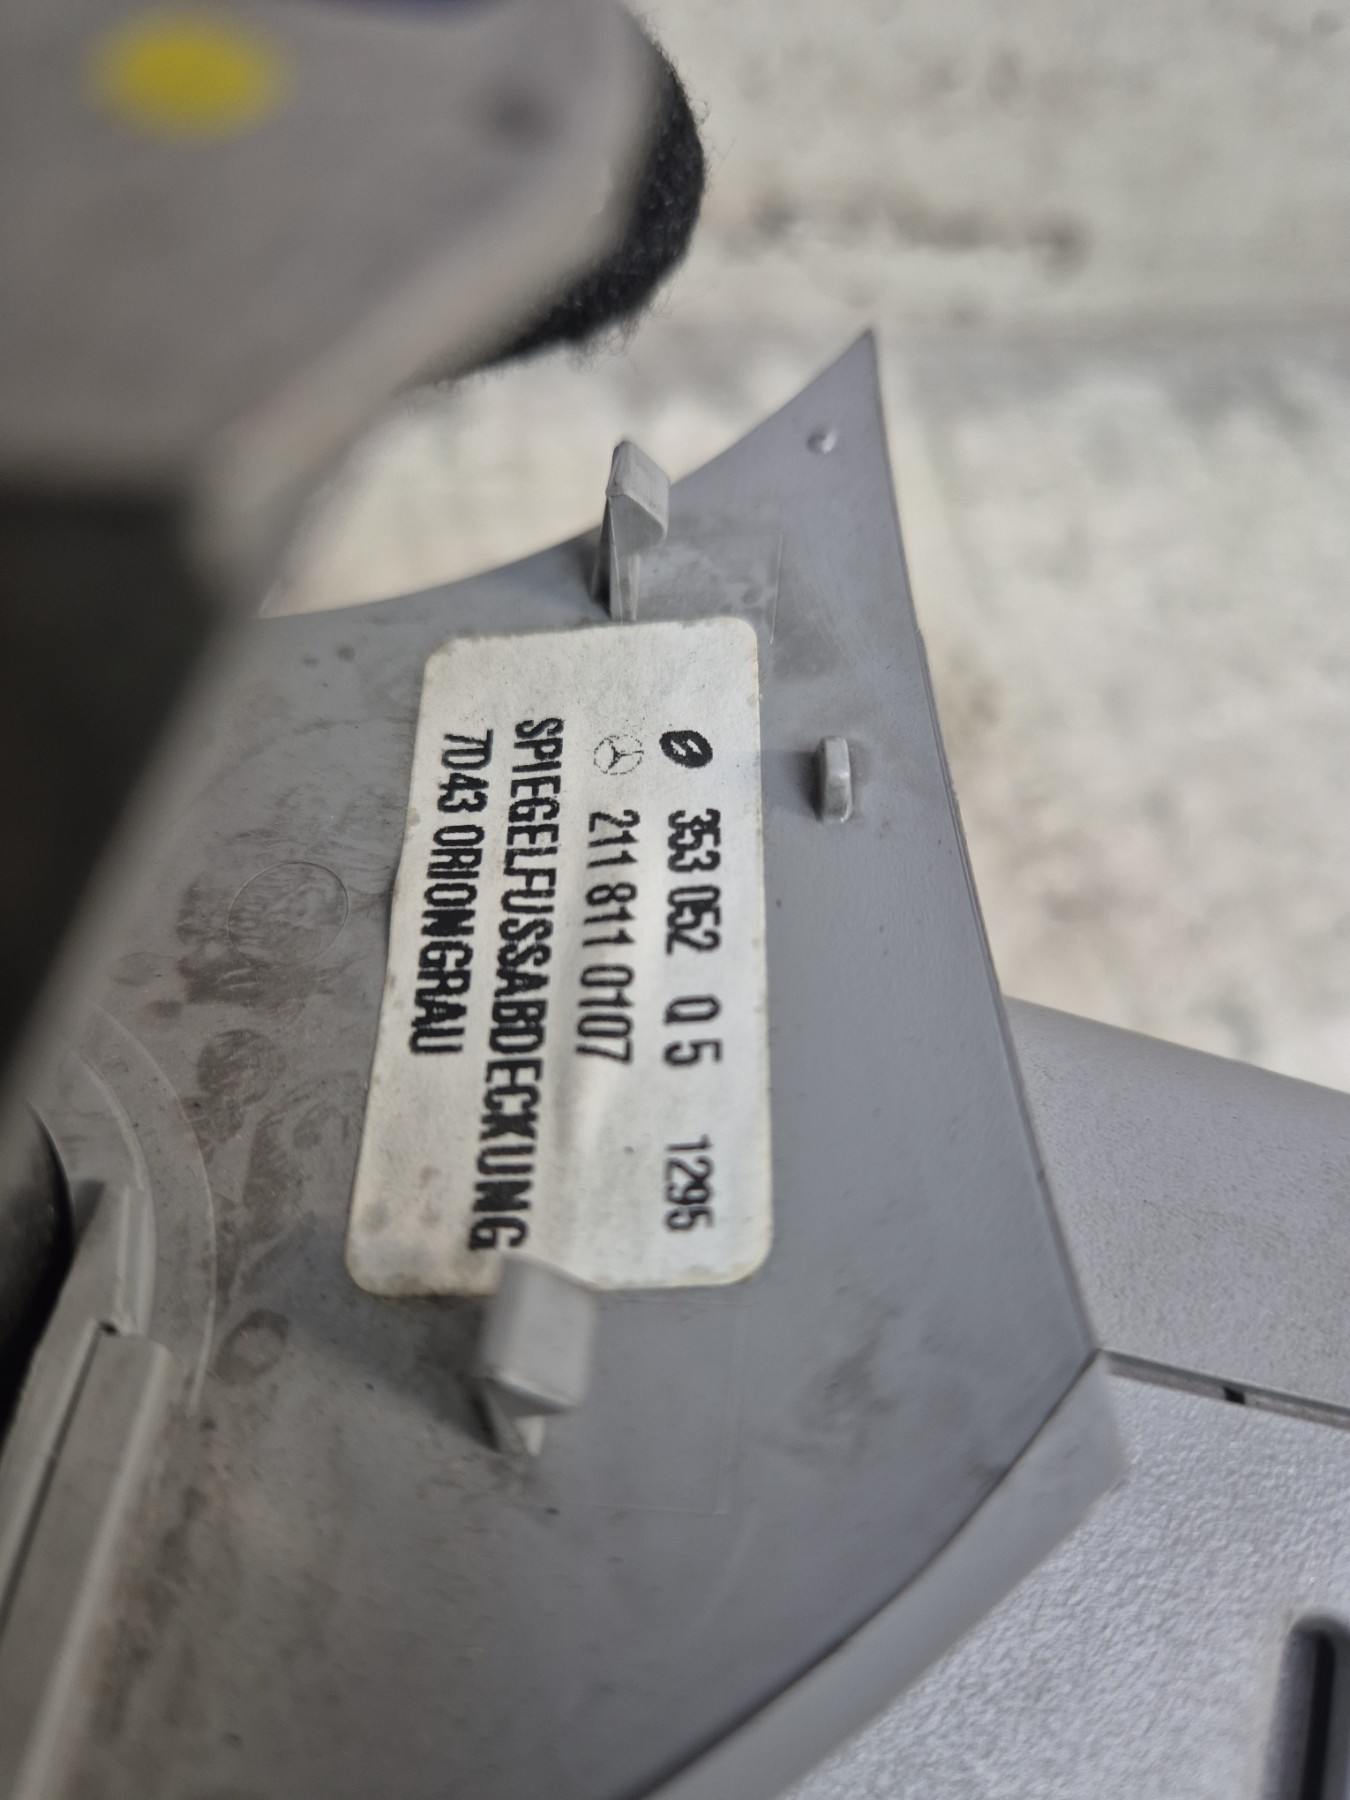 353 052 Q 5 1295
211 811 0107
SPIEGELFUSSABDECKUNG
7D43 ORIONGRAU